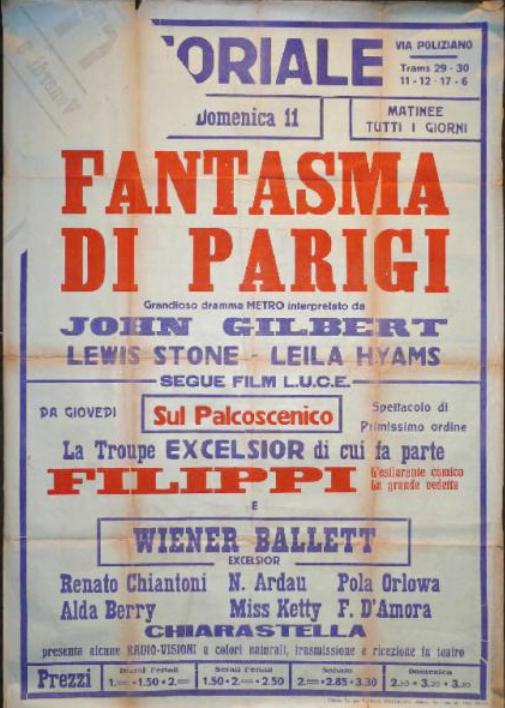 ORIALE
VIA POLIZIANO
Trams 29 - 30
11 - 12 - 17 - 6
Domenica 11
MATINEE
TUTTI I GIORNI
FANTASMA
DI PARIGI
Grandioso dramma METRO interpretato da
JOHN GILBERT
LEWIS STONE - LEILA HYAMS
SEGUE FILM L.U.C.E.
DA GIOVEDI
Sul Palcoscenico
Spettacolo di
Primissimo ordine
La Troupe EXCELSIOR di cui fa parte
FILIPPI
L'esilarante comico
La grande vedetta
E
WIENER BALLETT
EXCELSIOR
Renato Chiantoni N. Ardau Pola Orlowa
Alda Berry Miss Ketty F. D'Amora
CHIARASTELLA
presenta alcune RADIO-VISIONI a colori naturali, trasmissione e ricezione in teatro
Prezzi
Diurni Feriali
1.= -1.50 -2.=
Serali Feriali
1.50 - 2.= - 2.50
Sabato
2.= - 2.85 - 3.30
Domenica